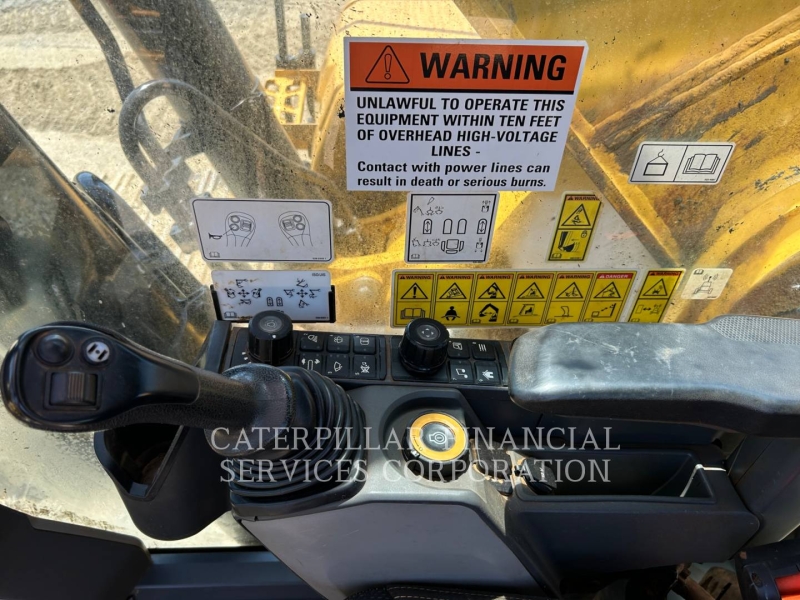 WARNING
UNLAWFUL TO OPERATE THIS
EQUIPMENT WITHIN TEN FEET
OF OVERHEAD HIGH-VOLTAGE
LINES -
Contact with power lines can
result in death or serious burns.
CATERPILLAR FINANCIAL
SERVICES CORPORATION